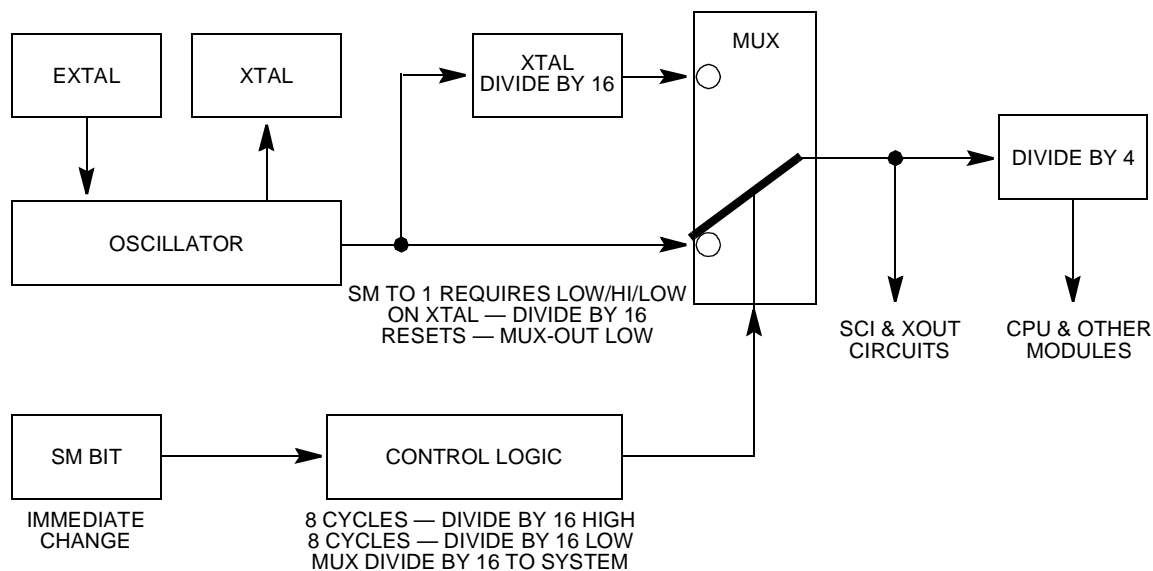 MUX
EXTAL
XTAL
XTAL
DIVIDE BY 16
DIVIDE BY 4
OSCILLATOR
SM TO 1 REQUIRES LOW/HI/LOW
ON XTAL — DIVIDE BY 16
RESETS — MUX-OUT LOW
SCI & XOUT
CIRCUITS
CPU & OTHER
MODULES
SM BIT
CONTROL LOGIC
IMMEDIATE
CHANGE
8 CYCLES — DIVIDE BY 16 HIGH
8 CYCLES — DIVIDE BY 16 LOW
MUX DIVIDE BY 16 TO SYSTEM